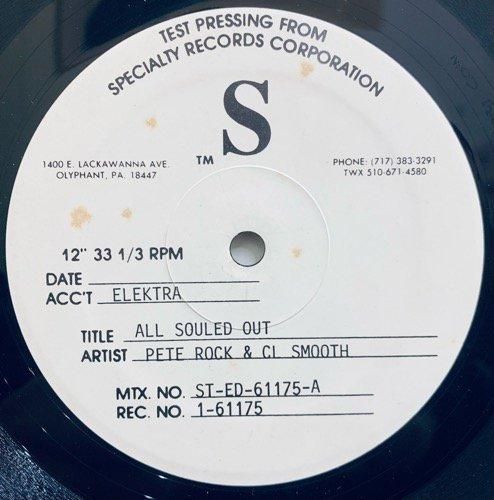 TEST PRESSING FROM
SPECIALTY RECORDS CORPORATION
S
TM
1400 E. LACKAWANNA AVE.
OLYPHANT, PA. 18447
PHONE: (717) 383-3291
TWX 510-671-4580
12" 33 1/3 RPM
DATE
ACC'T ELEKTRA
TITLE ALL SOULED OUT
ARTIST PETE ROCK & CL SMOOTH
MTX. NO. ST-ED-61175-A
REC. NO. 1-61175